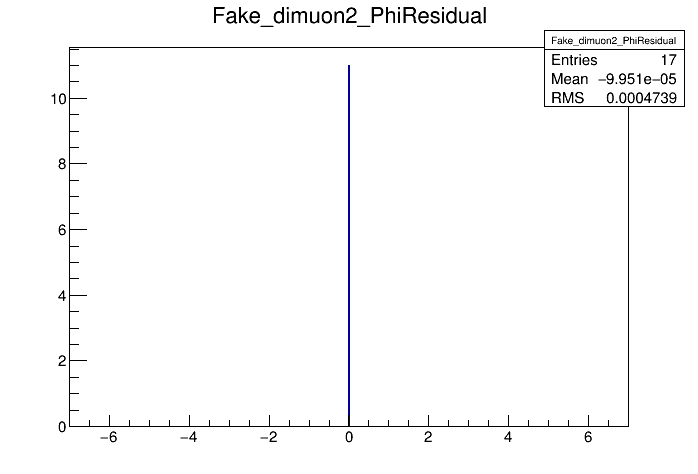 Fake_dimuon2_PhiResidual
Fake_dimuon2_PhiResidual
Entries 17
Mean −9.951e−05
RMS 0.0004739
10
8
6
4
2
0
−6 −4 −2 0 2 4 6